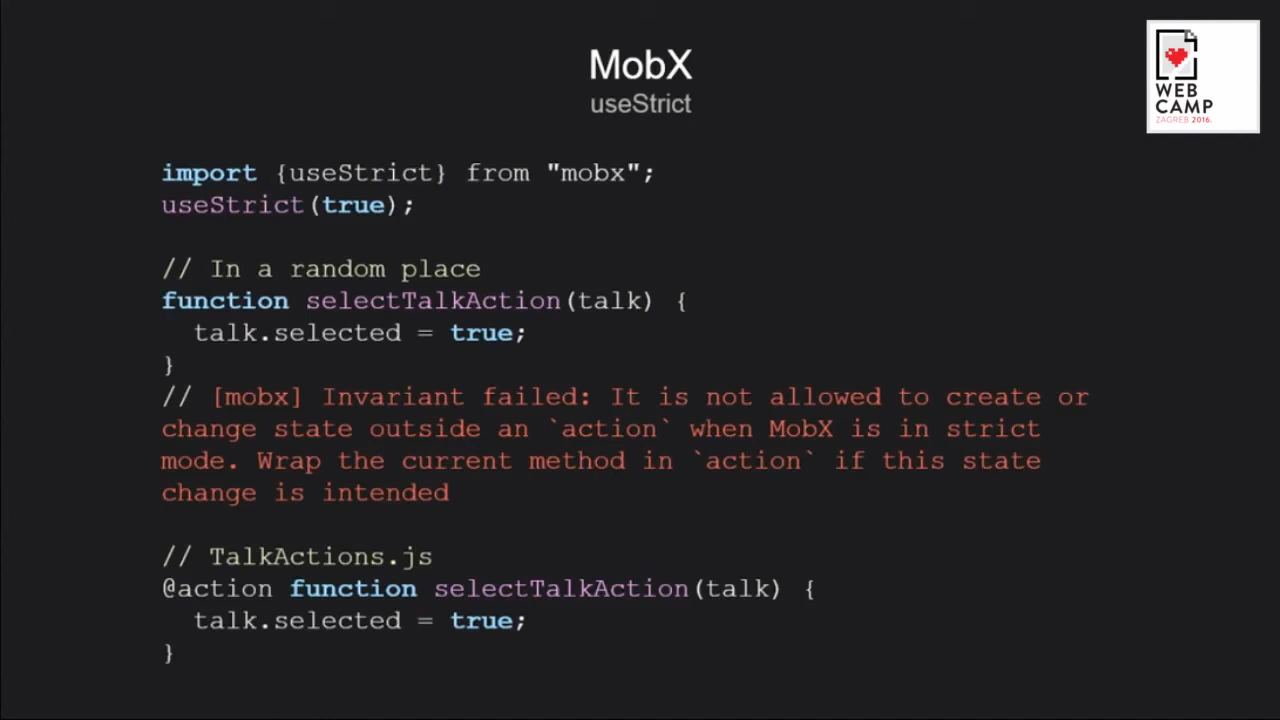 MobX
useStrict
WEB
CAMP
ZAGREB 2016.
import {useStrict} from "mobx";
useStrict(true);
// In a random place
function selectTalkAction(talk) {
talk.selected = true;
}
// [mobx] Invariant failed: It is not allowed to create or
change state outside an `action` when MobX is in strict
mode. Wrap the current method in `action` if this state
change is intended
// TalkActions.js
@action function selectTalkAction(talk) {
talk.selected = true;
}